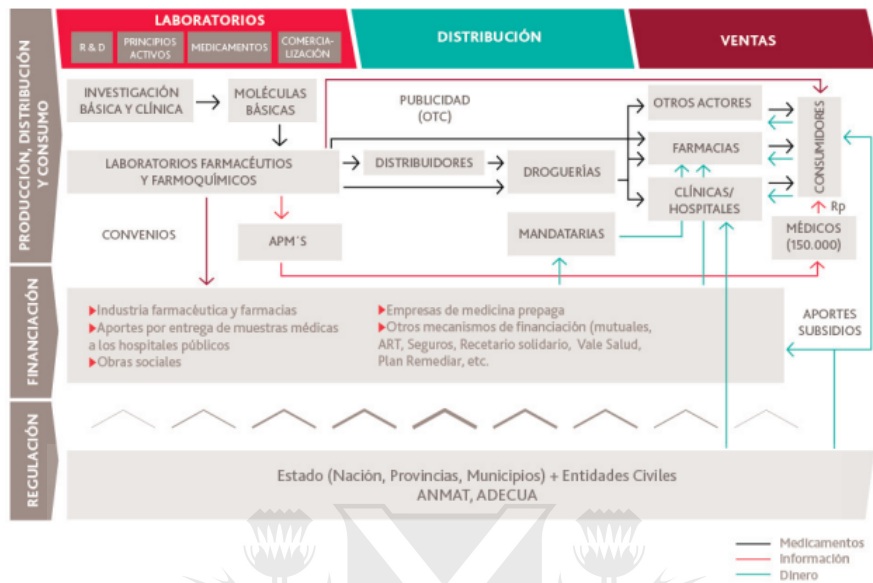 LABORATORIOS
R & D
PRINCIPIOS
ACTIVOS
MEDICAMENTOS
COMERCIA-
LIZACIÓN
DISTRIBUCIÓN
VENTAS
PRODUCCIÓN, DISTRIBUCIÓN
Y CONSUMO
INVESTIGACIÓN
BÁSICA Y CLÍNICA
MOLÉCULAS
BÁSICAS
PUBLICIDAD
(OTC)
OTROS ACTORES
CONSUMIDORES
LABORATORIOS FARMACÉUTIOS
Y FARMOQUÍMICOS
DISTRIBUIDORES
DROGUERÍAS
FARMACIAS
CLÍNICAS/
HOSPITALES
Rp
CONVENIOS
APM´S
MANDATARIAS
MÉDICOS
(150.000)
FINANCIACIÓN
Industria farmacéutica y farmacias
Aportes por entrega de muestras médicas
a los hospitales públicos
Obras sociales
Empresas de medicina prepaga
Otros mecanismos de financiación (mutuales,
ART, Seguros, Recetario solidario, Vale Salud,
Plan Remediar, etc.
APORTES
SUBSIDIOS
REGULACIÓN
Estado (Nación, Provincias, Municipios) + Entidades Civiles
ANMAT, ADECUA
Medicamentos
Información
Dinero